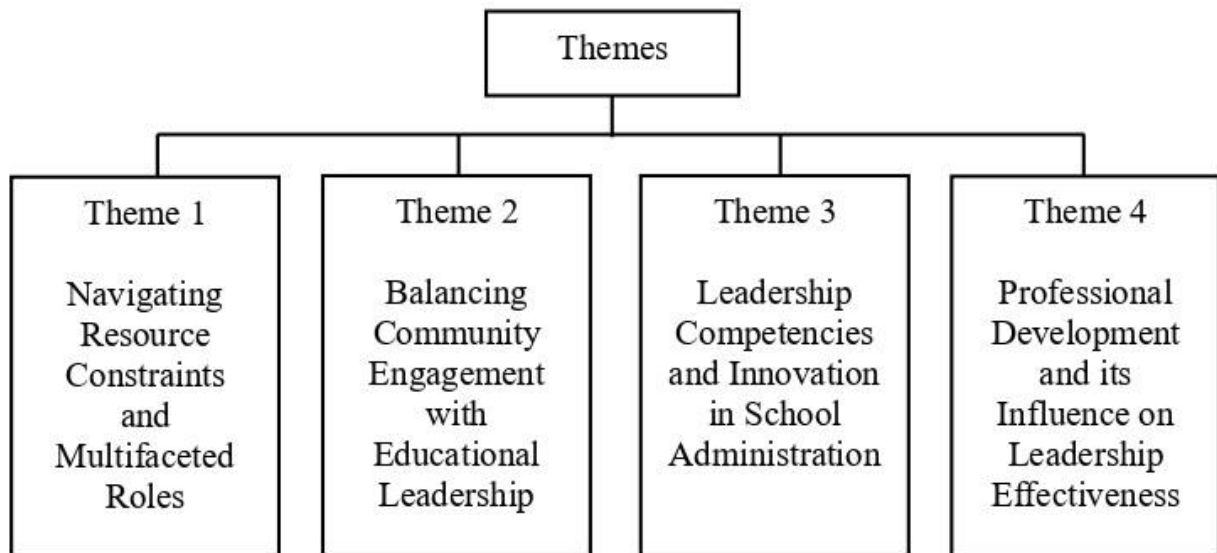 Themes
Theme 1
Navigating
Resource
Constraints
and
Multifaceted
Roles
Theme 2
Balancing
Community
Engagement
with
Educational
Leadership
Theme 3
Leadership
Competencies
and Innovation
in School
Administration
Theme 4
Professional
Development
and its
Influence on
Leadership
Effectiveness